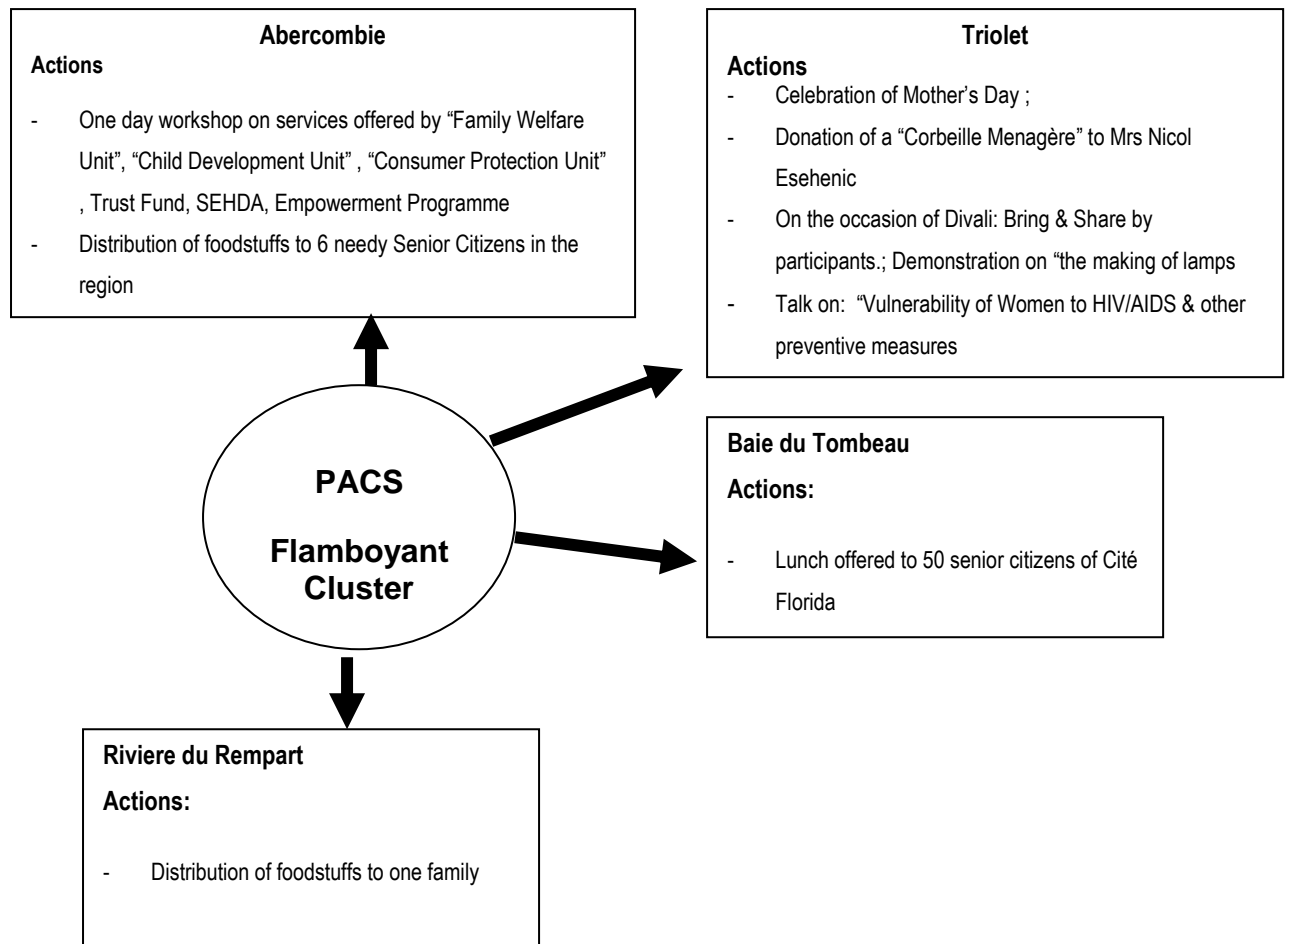 Abercombie
Actions
- One day workshop on services offered by “Family Welfare
Unit”, “Child Development Unit” , “Consumer Protection Unit”
, Trust Fund, SEHDA, Empowerment Programme
- Distribution of foodstuffs to 6 needy Senior Citizens in the
region
Triolet
Actions
- Celebration of Mother’s Day ;
- Donation of a “Corbeille Menagère” to Mrs Nicol
Esehenic
- On the occasion of Divali: Bring & Share by
participants.; Demonstration on “the making of lamps
- Talk on: “Vulnerability of Women to HIV/AIDS & other
preventive measures
PACS
Flamboyant
Cluster
Baie du Tombeau
Actions:
- Lunch offered to 50 senior citizens of Cité
Florida
Riviere du Rempart
Actions:
- Distribution of foodstuffs to one family